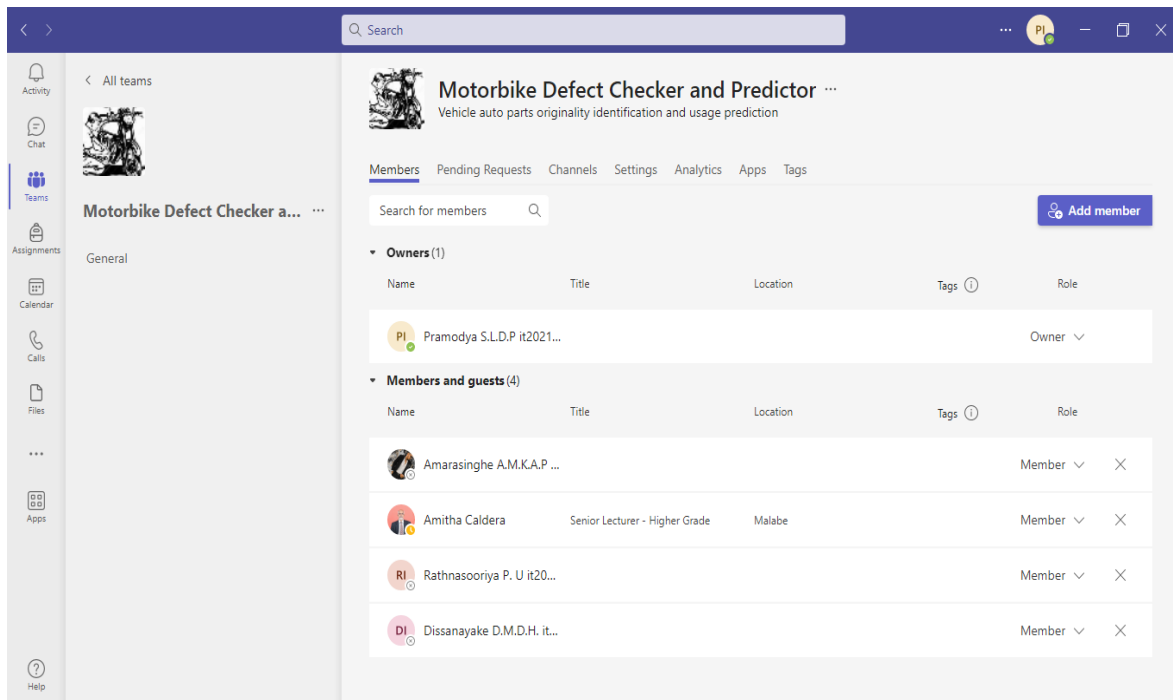 Search
PI
Activity
Chat
Teams
Assignments
Calendar
Calls
Files
Apps
Help
All teams
Motorbike Defect Checker a... ...
General
Motorbike Defect Checker and Predictor ...
Vehicle auto parts originality identification and usage prediction
Members Pending Requests Channels Settings Analytics Apps Tags
Search for members
Add member
Owners (1)
Name Title Location Tags Role
PI Pramodya S.L.D.P it2021... Owner
Members and guests (4)
Name Title Location Tags Role
Amarasinghe A.M.K.A.P ... Member
Amitha Caldera Senior Lecturer - Higher Grade Malabe Member
RI Rathnasooriya P. U it20... Member
DI Dissanayake D.M.D.H. it... Member